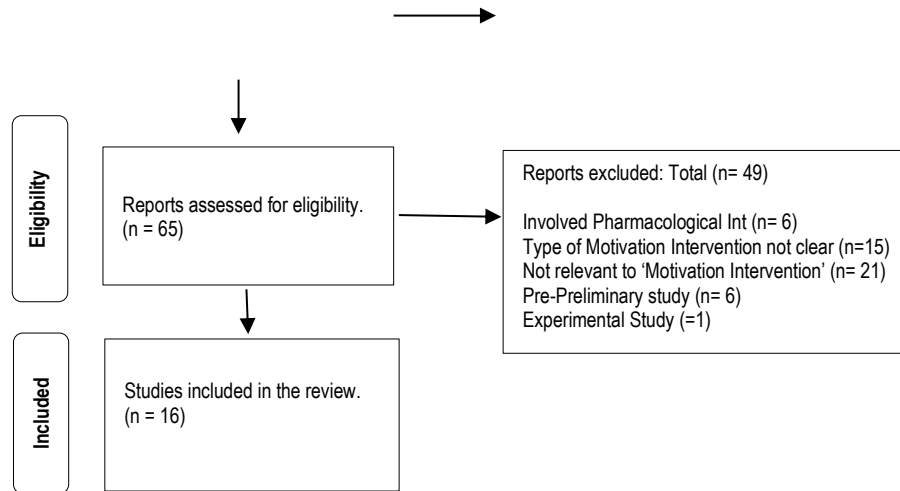 Eligibility
Reports assessed for eligibility.
(n = 65)
Reports excluded: Total (n= 49)
Involved Pharmacological Int (n= 6)
Type of Motivation Intervention not clear (n=15)
Not relevant to ‘Motivation Intervention’ (n= 21)
Pre-Preliminary study (n= 6)
Experimental Study (=1)
Included
Studies included in the review.
(n = 16)